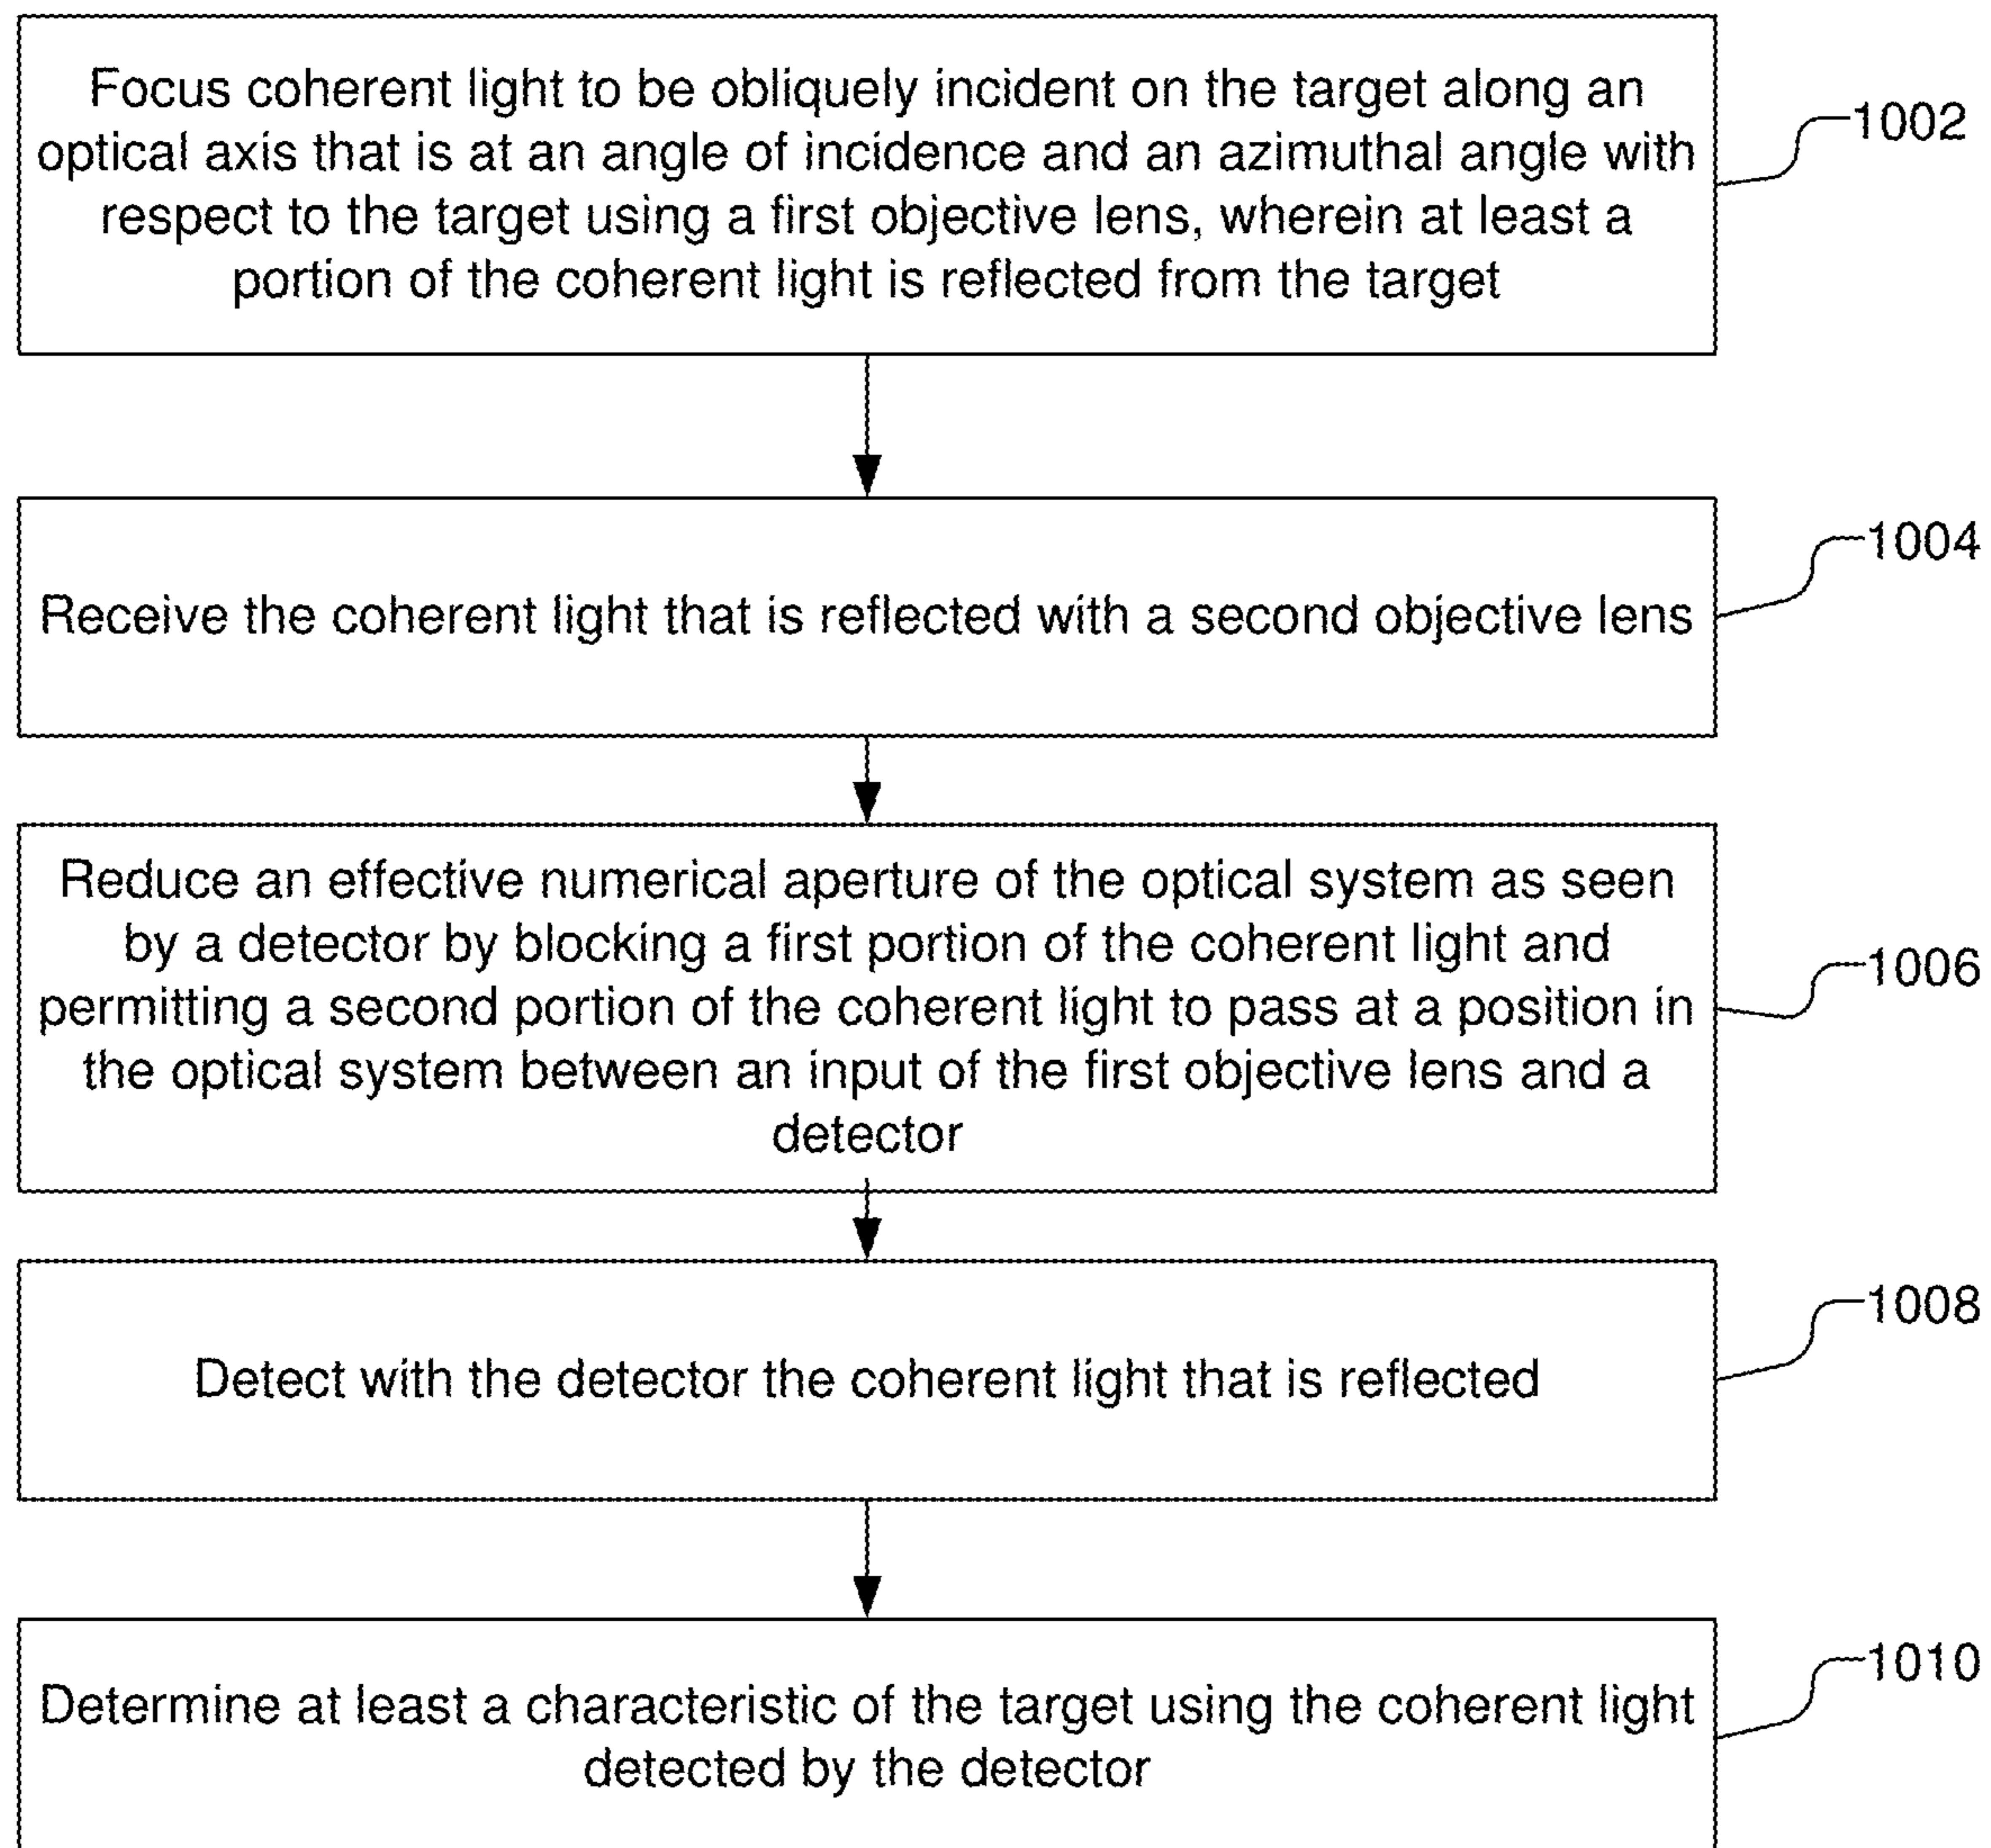 Focus coherent light to be obliquely incident on the target along an
optical axis that is at an angle of incidence and an azimuthal angle with
respect to the target using a first objective lens, wherein at least a
portion of the coherent light is reflected from the target
1002
Receive the coherent light that is reflected with a second objective lens
1004
Reduce an effective numerical aperture of the optical system as seen
by a detector by blocking a first portion of the coherent light and
permitting a second portion of the coherent light to pass at a position in
the optical system between an input of the first objective lens and a
detector
1006
Detect with the detector the coherent light that is reflected
1008
Determine at least a characteristic of the target using the coherent light
detected by the detector
1010